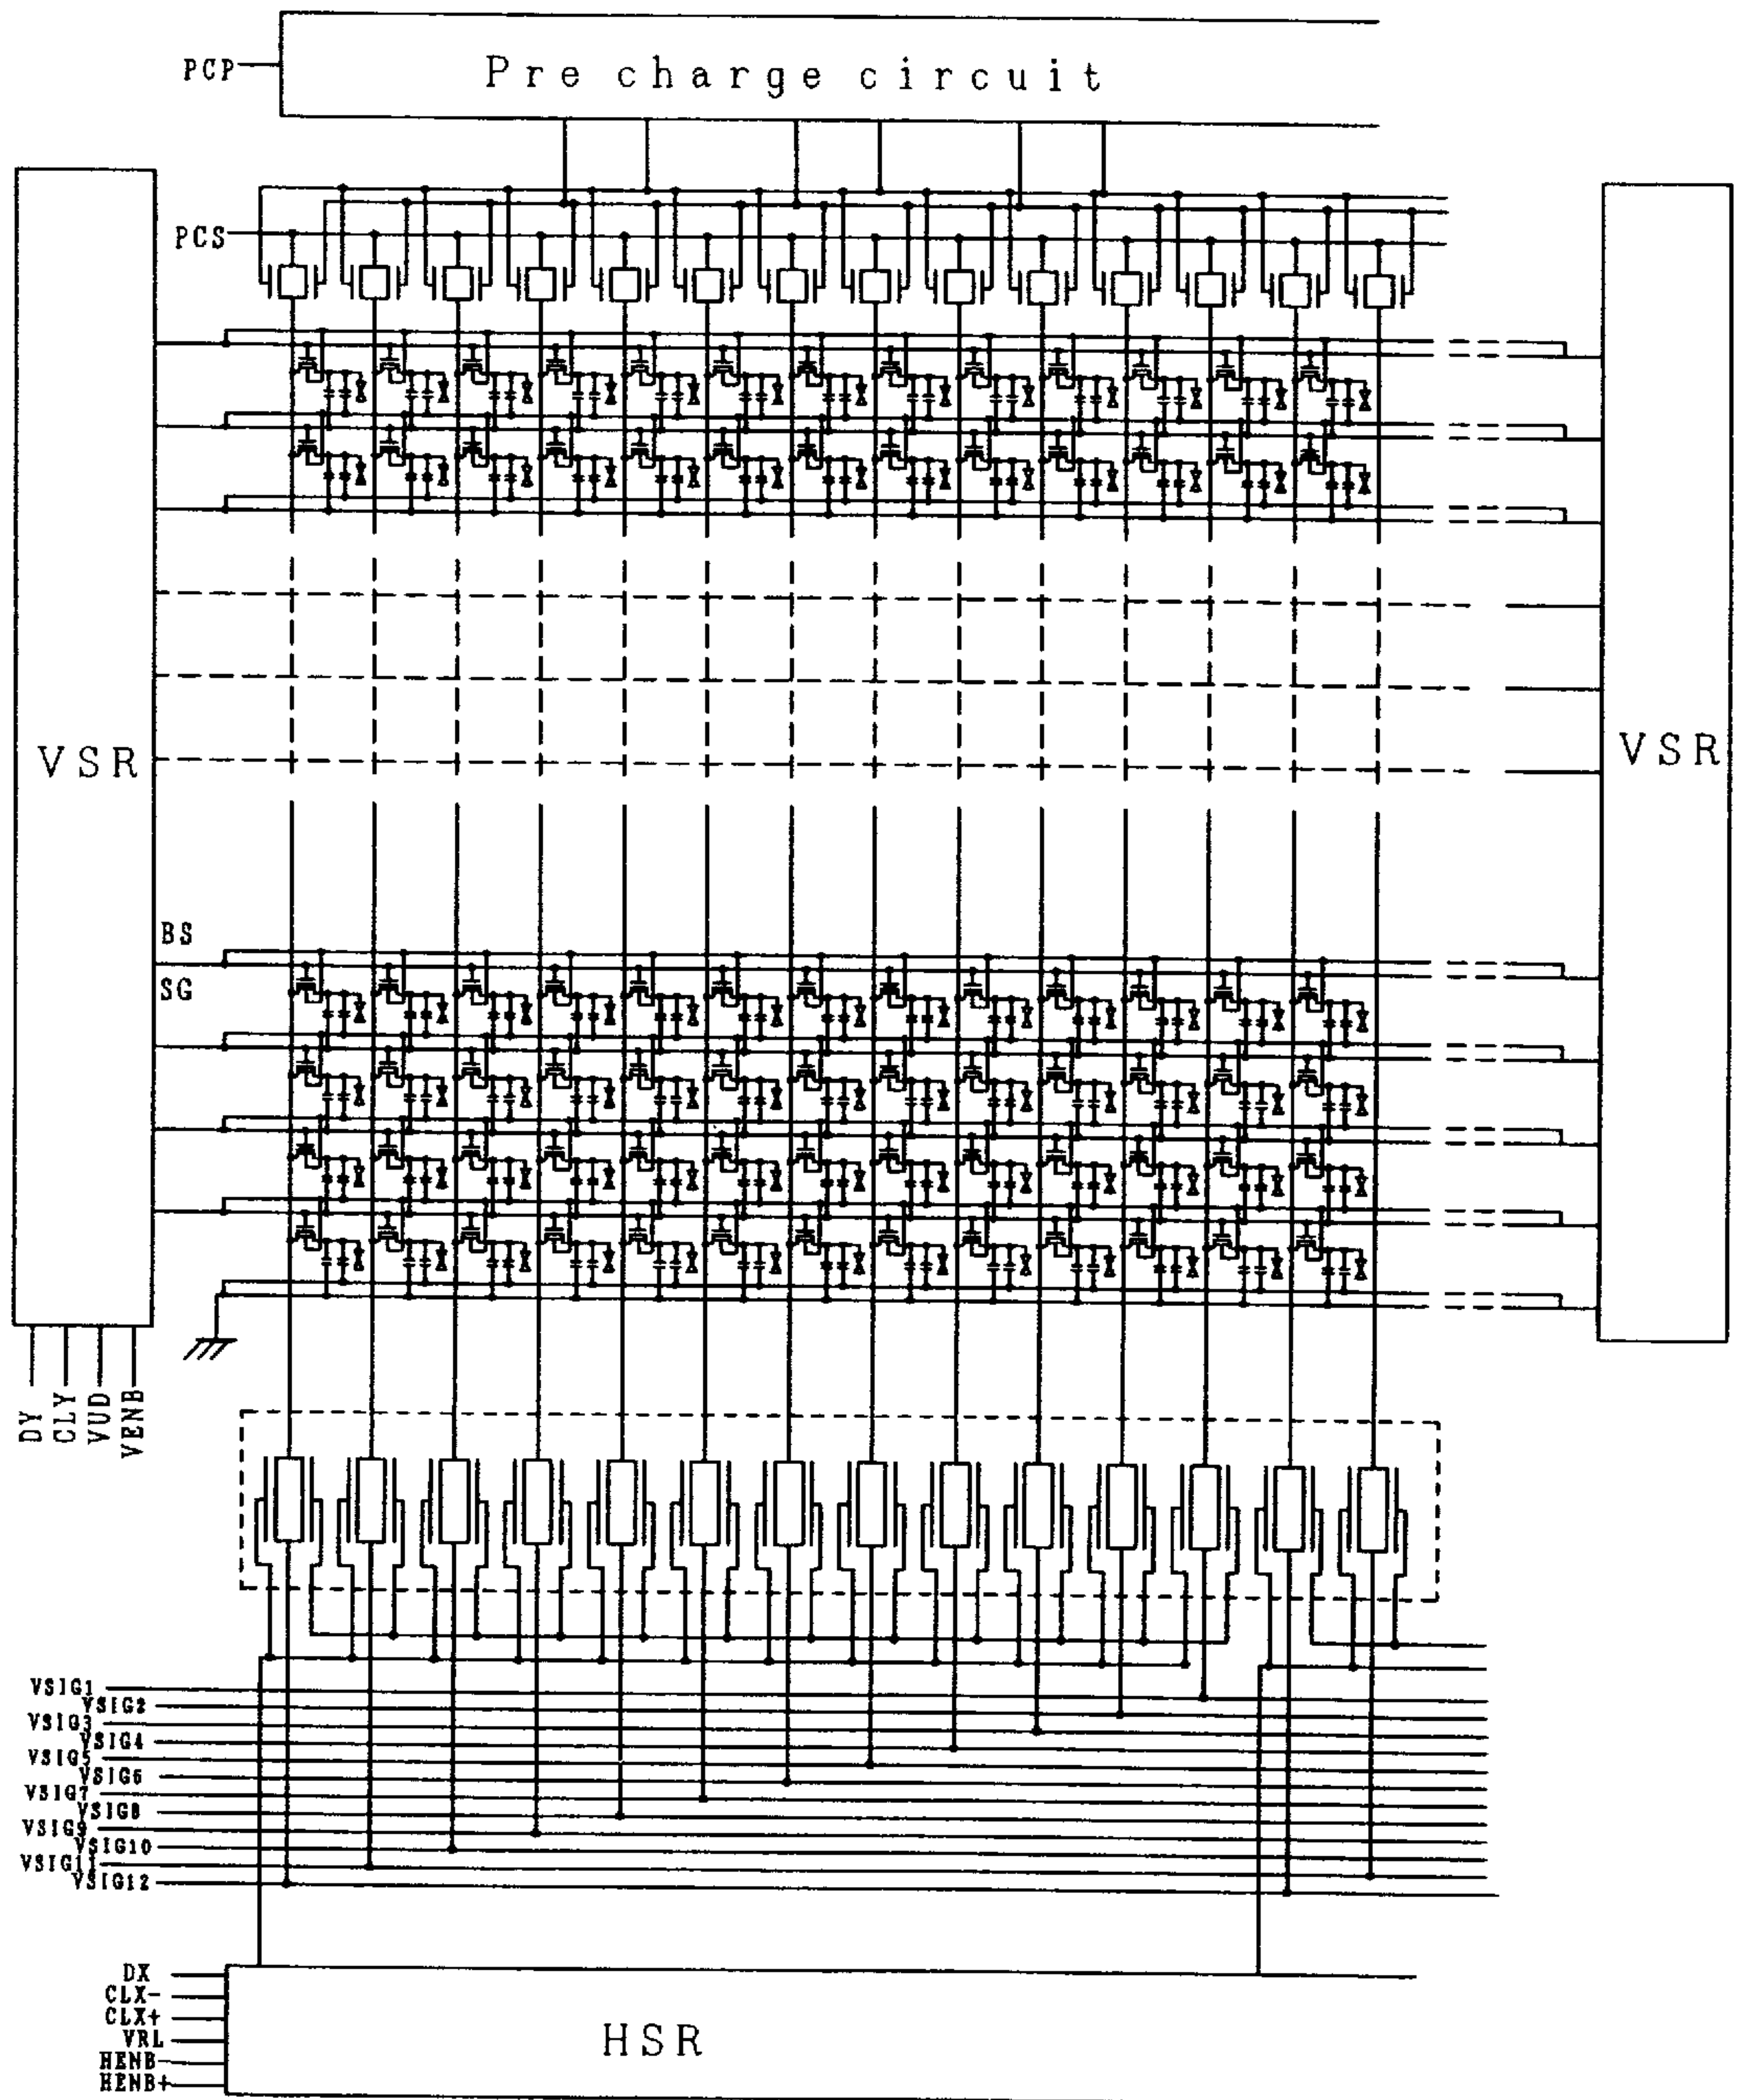 PCP
Pre charge circuit
PCS
VSR
VSR
BS
SG
DY
CLY
VUD
VENB
VSIG1
VSIG2
VSIG3
VSIG4
VSIG5
VSIG6
VSIG7
VSIG8
VSIG9
VSIG10
VSIG11
VSIG12
DX
CLX-
CLX+
VRL
HENB-
HENB+
HSR